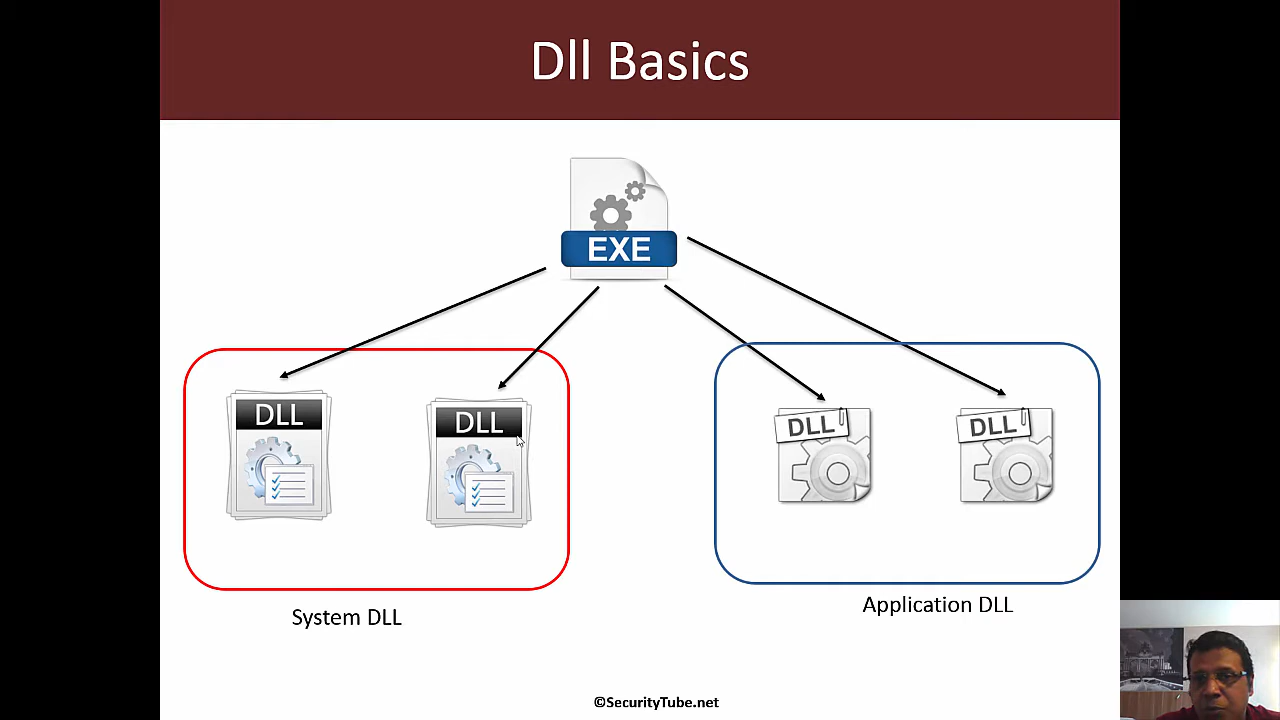 Dll Basics
EXE
DLL
DLL
DLL
DLL
System DLL
Application DLL
©SecurityTube.net